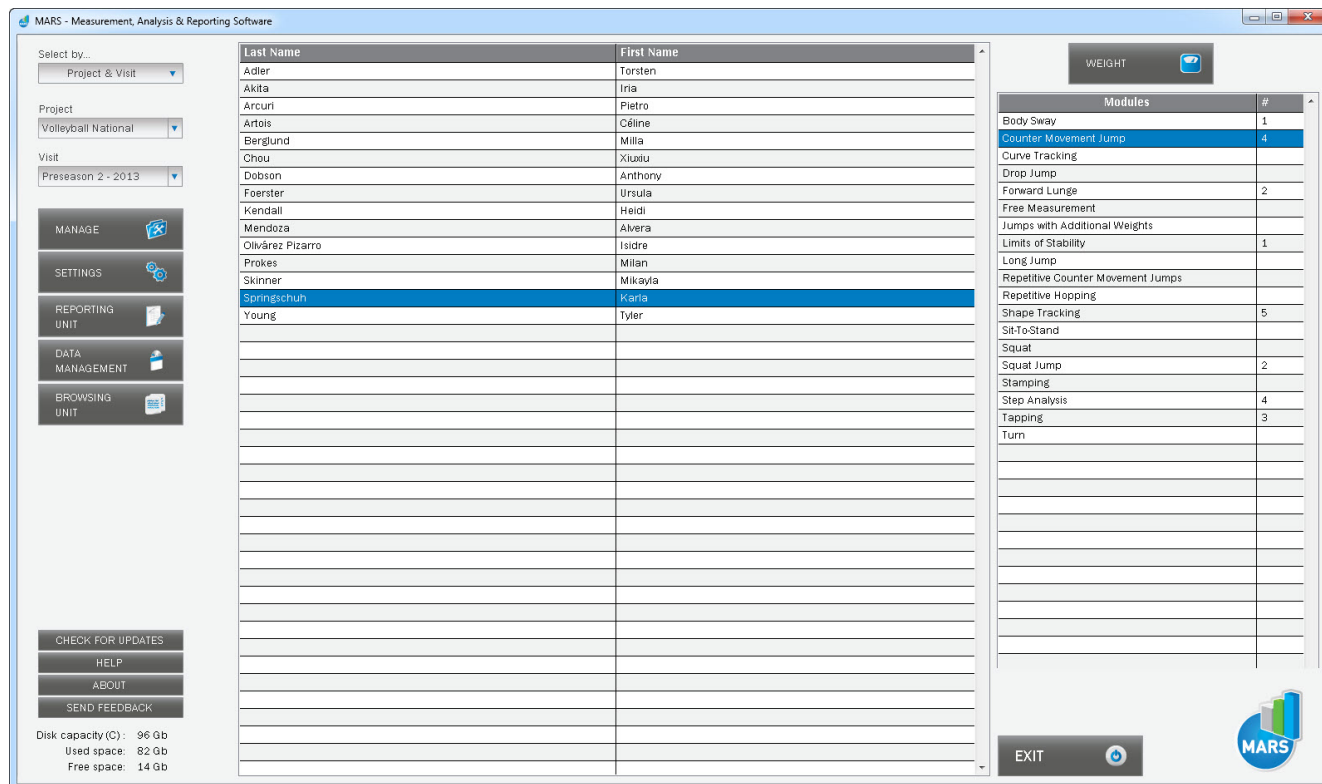 MARS - Measurement, Analysis & Reporting Software
Select by...
Project & Visit
Project
Volleyball National
Visit
Preseason 2 - 2013
MANAGE
SETTINGS
REPORTING
UNIT
DATA
MANAGEMENT
BROWSING
UNIT
CHECK FOR UPDATES
HELP
ABOUT
SEND FEEDBACK
Disk capacity (C) : 96 Gb
Used space: 82 Gb
Free space: 14 Gb
Last Name First Name
Adler Torsten
Akita Iria
Arcuri Pietro
Artois Céline
Berglund Milla
Chou Xiuxiu
Dobson Anthony
Foerster Ursula
Kendall Heidi
Mendoza Alvera
Olivárez Pizarro Isidre
Prokes Milan
Skinner Mikayla
Springschuh Karla
Young Tyler
WEIGHT
Modules #
Body Sway 1
Counter Movement Jump 4
Curve Tracking
Drop Jump
Forward Lunge 2
Free Measurement
Jumps with Additional Weights
Limits of Stability 1
Long Jump
Repetitive Counter Movement Jumps
Repetitive Hopping
Shape Tracking 5
Sit-To-Stand
Squat
Squat Jump 2
Stamping
Step Analysis 4
Tapping 3
Turn
EXIT
MARS